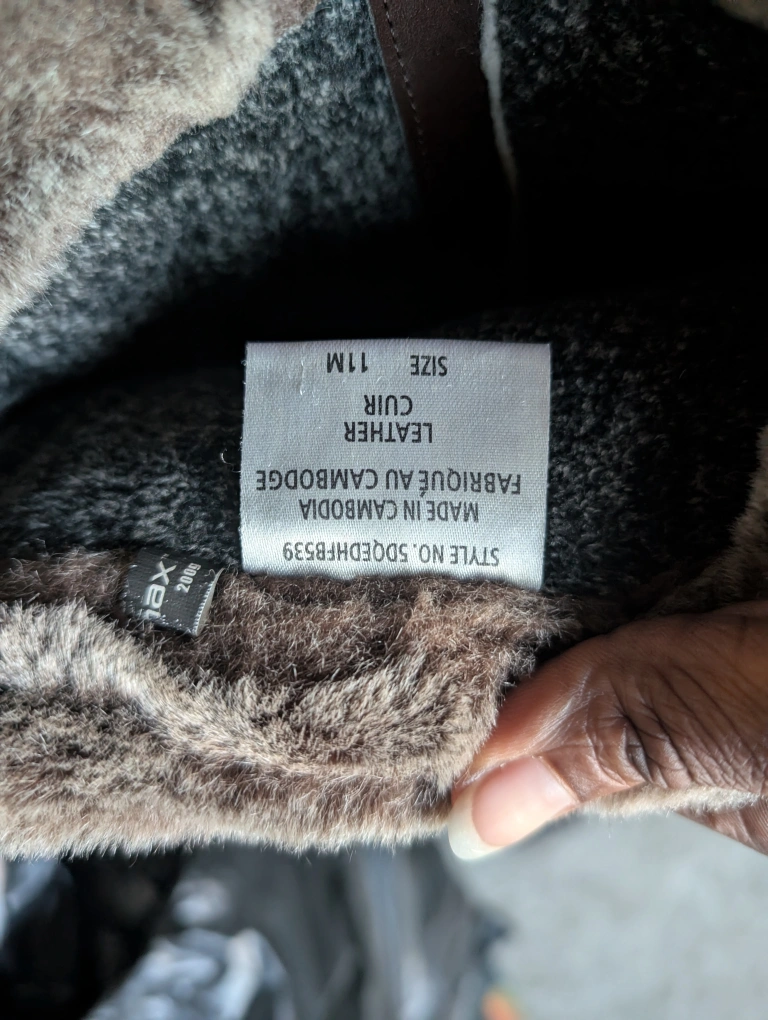 STYLE NO. 5DQEDHFB539
MADE IN CAMBODIA
FABRIQUÉ AU CAMBODGE
LEATHER
CUIR
SIZE 11M
200g